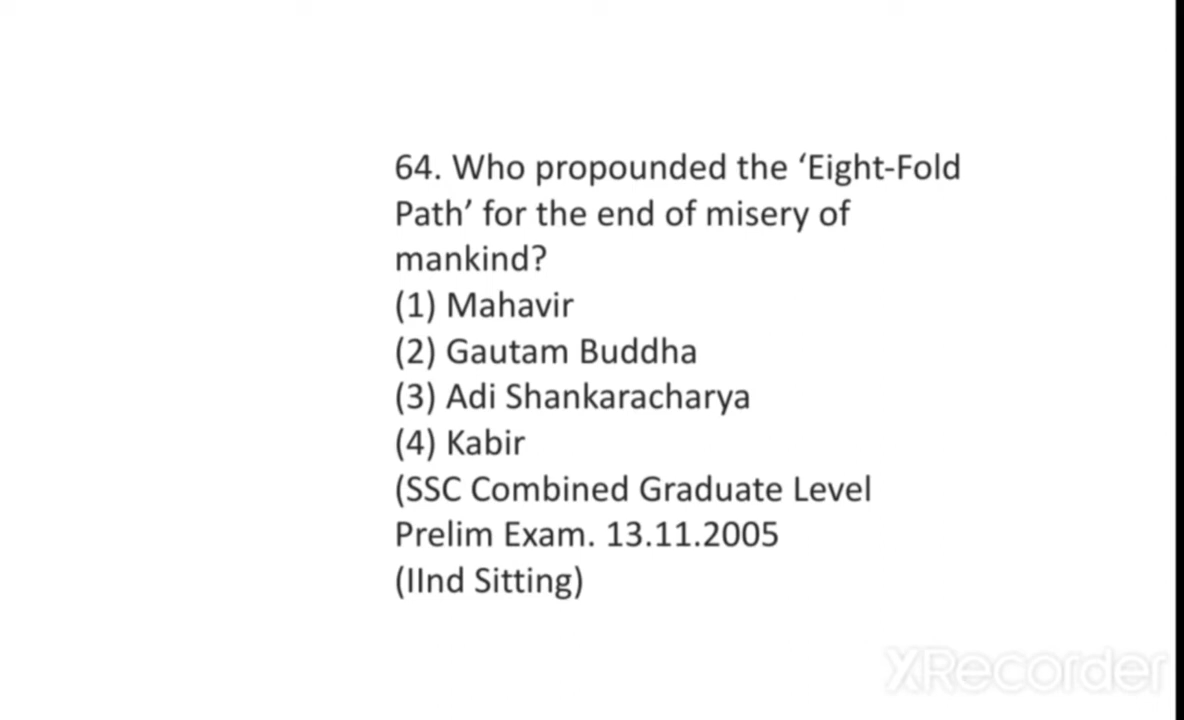 64. Who propounded the ‘Eight-Fold
Path’ for the end of misery of
mankind?
(1) Mahavir
(2) Gautam Buddha
(3) Adi Shankaracharya
(4) Kabir
(SSC Combined Graduate Level
Prelim Exam. 13.11.2005
(IInd Sitting)
XRecorder